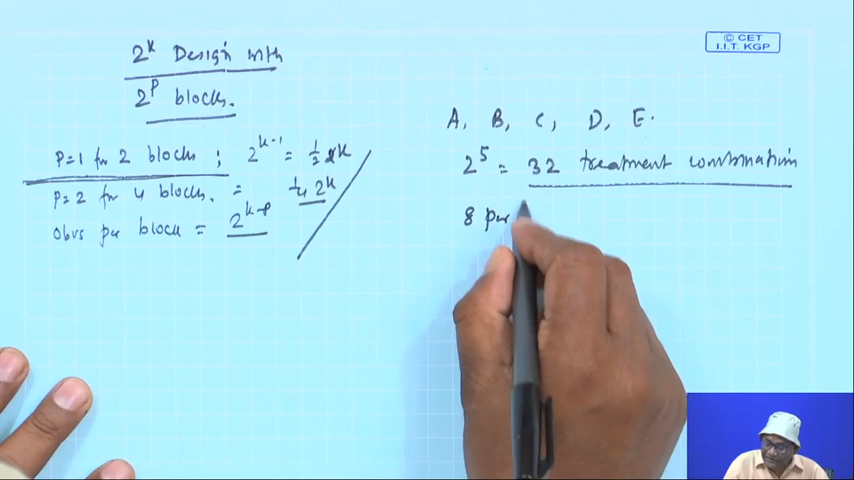 2^k Design with
2^P blocks.
P=1 for 2 blocks ; 2^{k-1} = 1/2 2^k
P=2 for 4 blocks. = 1/4 2^k
Obvs per block = 2^{k-p}
A, B, C, D, E.
2^5 = 32 treatment combination
8 per
© CET
I.I.T. KGP